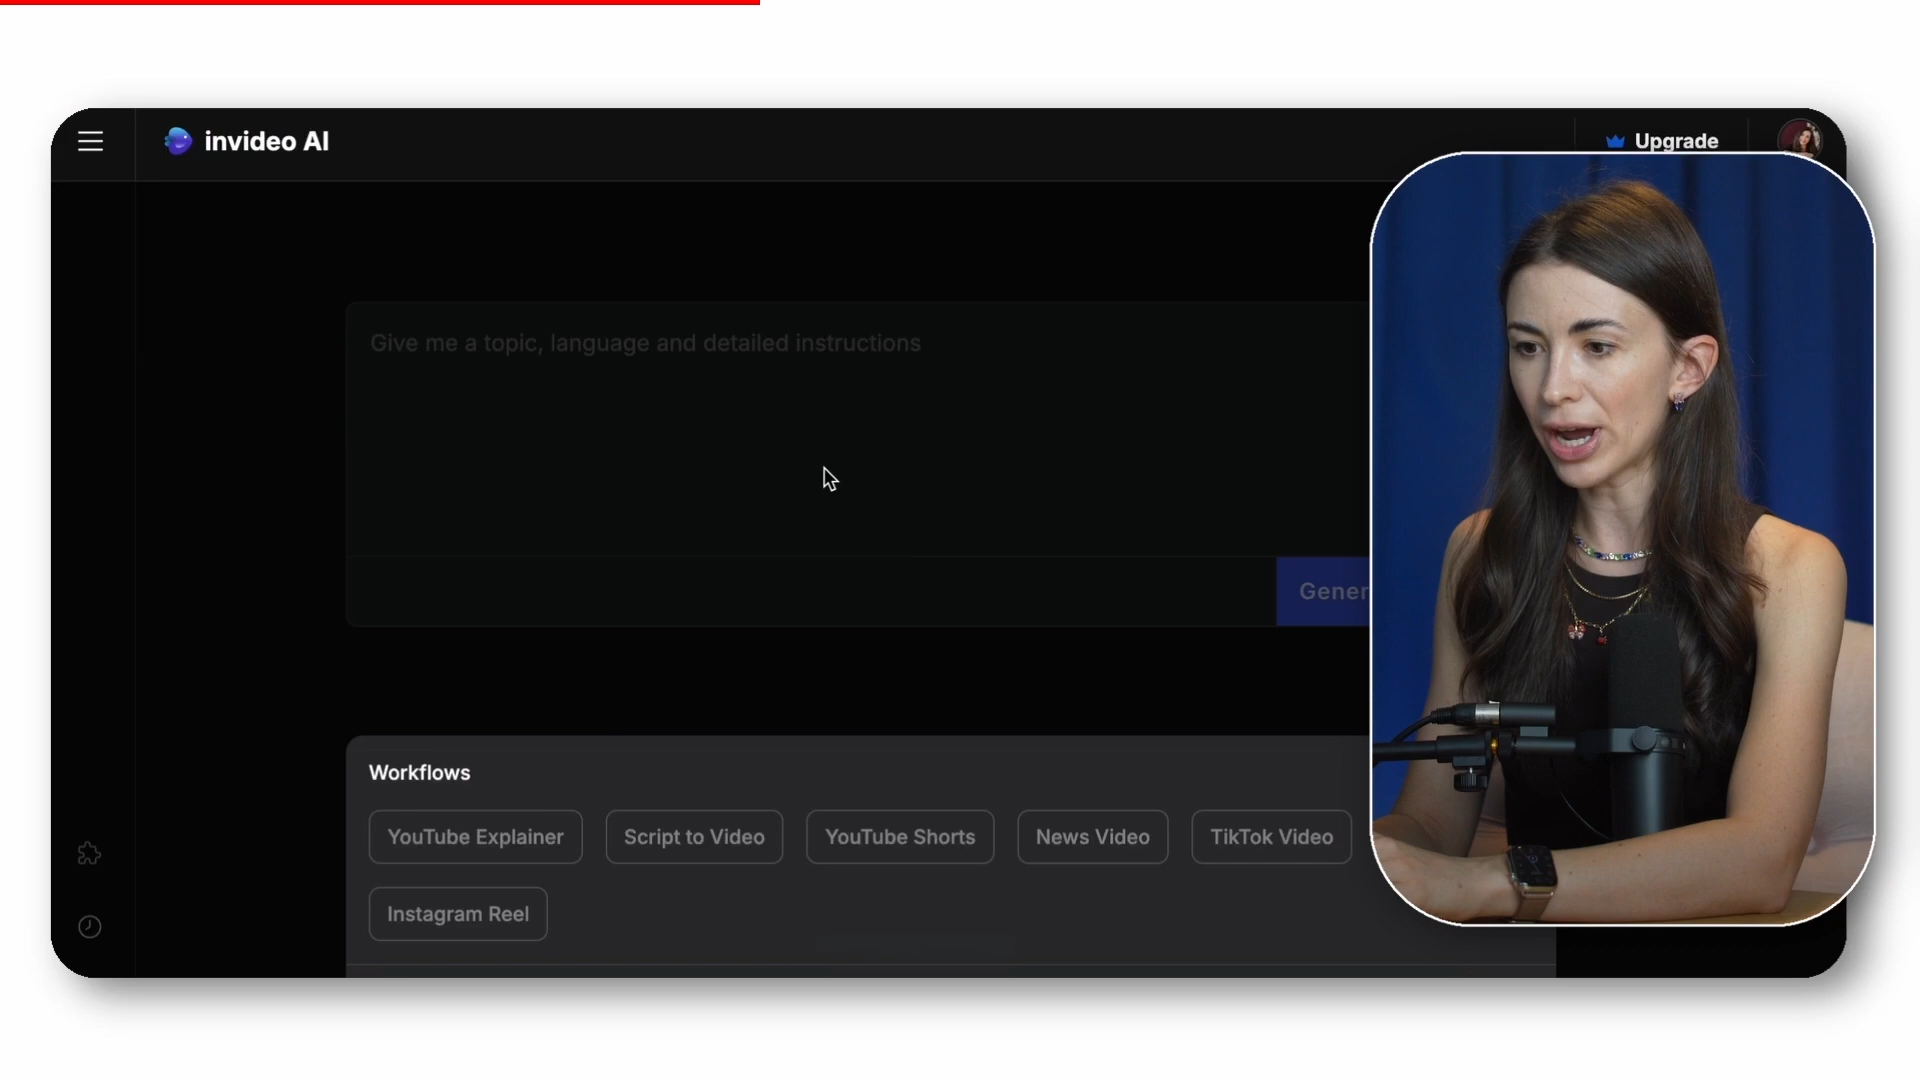 invideo AI
Upgrade
Give me a topic, language and detailed instructions
Gener
Workflows
YouTube Explainer
Script to Video
YouTube Shorts
News Video
TikTok Video
Instagram Reel